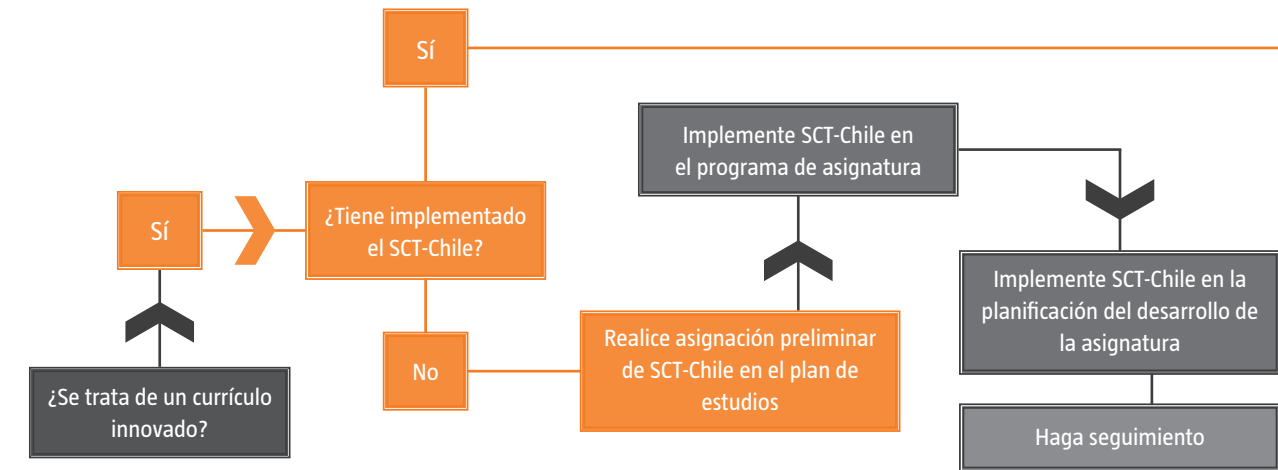 ¿Se trata de un currículo
innovado?
Sí
¿Tiene implementado
el SCT-Chile?
Sí
No
Realice asignación preliminar
de SCT-Chile en el plan de
estudios
Implemente SCT-Chile en
el programa de asignatura
Implemente SCT-Chile en la
planificación del desarrollo de
la asignatura
Haga seguimiento